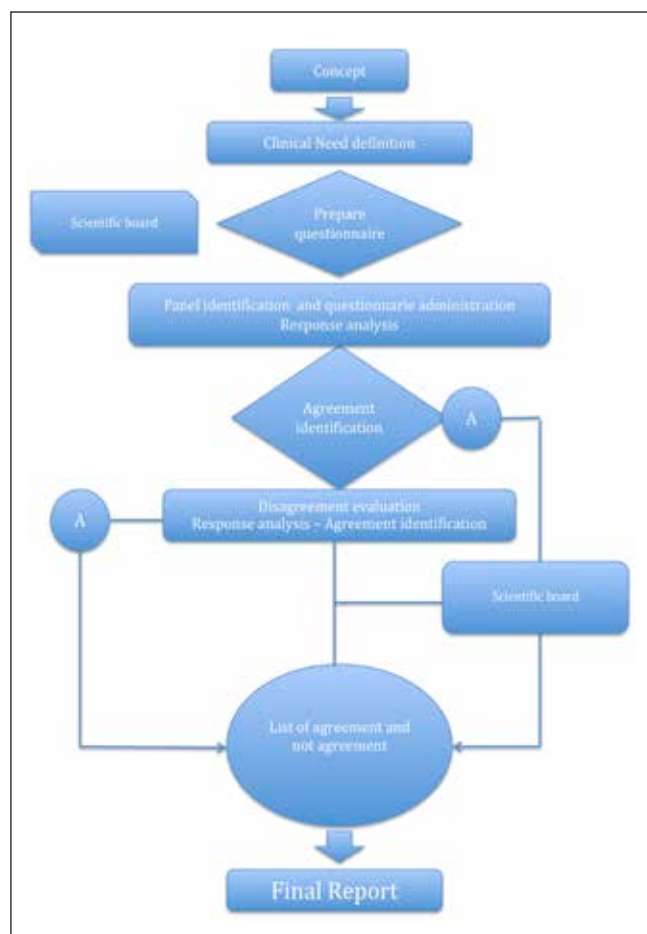 Concept
Clinical Need definition
Scientific board
Prepare
questionnaire
Panel identification and questionnarie administration
Response analysis
Agreement
identification
A
Disagreement evaluation
Response analysis – Agreement identification
A
Scientific board
List of agreement and
not agreement
Final Report